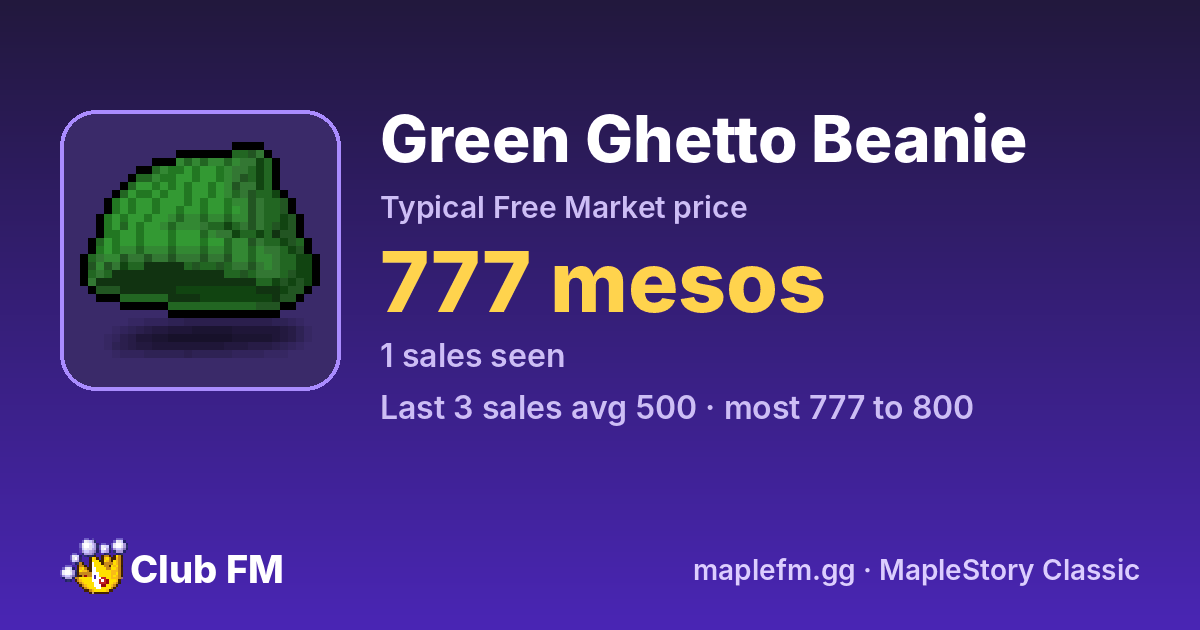 Green Ghetto Beanie
Typical Free Market price
777 mesos
1 sales seen
Last 3 sales avg 500 · most 777 to 800
Club FM
maplefm.gg · MapleStory Classic